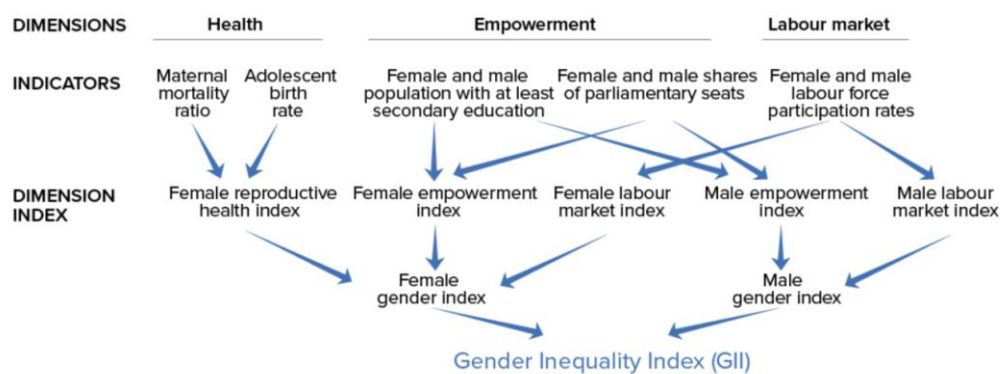 DIMENSIONS Health Empowerment Labour market
INDICATORS
Maternal mortality ratio
Adolescent birth rate
Female and male population with at least secondary education
Female and male shares of parliamentary seats
Female and male labour force participation rates
DIMENSION INDEX
Female reproductive health index
Female empowerment index
Female labour market index
Male empowerment index
Male labour market index
Female gender index
Male gender index
Gender Inequality Index (GII)